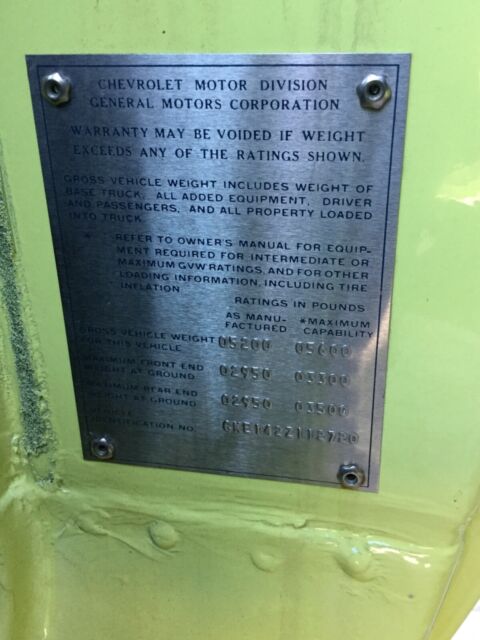 CHEVROLET MOTOR DIVISION
GENERAL MOTORS CORPORATION
WARRANTY MAY BE VOIDED IF WEIGHT
EXCEEDS ANY OF THE RATINGS SHOWN.
GROSS VEHICLE WEIGHT INCLUDES WEIGHT OF
BASE TRUCK, ALL ADDED EQUIPMENT, DRIVER
AND PASSENGERS, AND ALL PROPERTY LOADED
INTO TRUCK.
* REFER TO OWNER'S MANUAL FOR EQUIP-
MENT REQUIRED FOR INTERMEDIATE OR
MAXIMUM GVW RATINGS, AND FOR OTHER
LOADING INFORMATION, INCLUDING TIRE
INFLATION
RATINGS IN POUNDS
AS MANU- *MAXIMUM
FACTURED CAPABILITY
GROSS VEHICLE WEIGHT
FOR THIS VEHICLE 05200 05600
MAXIMUM FRONT END
WEIGHT AT GROUND 02950 03300
MAXIMUM REAR END
WEIGHT AT GROUND 02950 03500
VEHICLE
IDENTIFICATION NO. CKE142Z112720